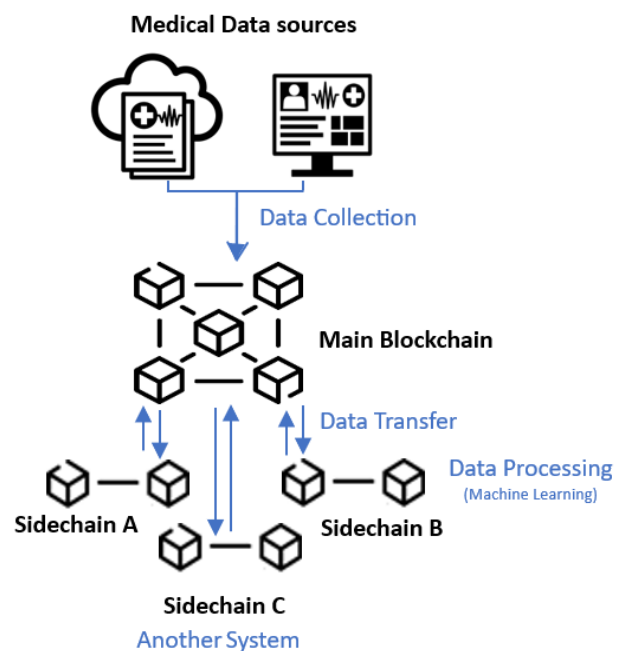 Medical Data sources
Data Collection
Main Blockchain
Data Transfer
Data Processing
(Machine Learning)
Sidechain A
Sidechain B
Sidechain C
Another System